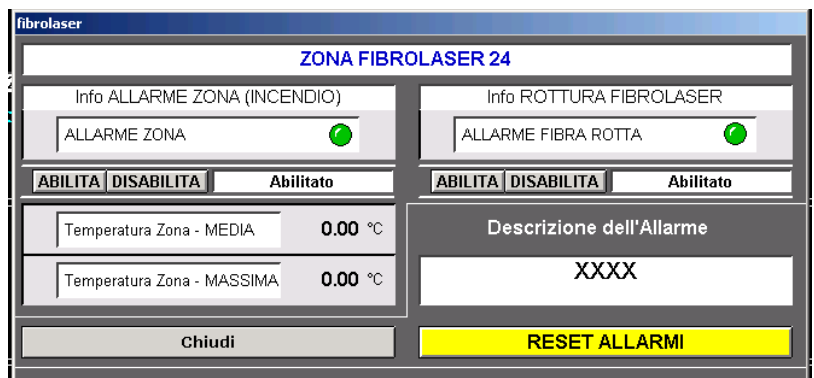 fibrolaser
ZONA FIBROLASER 24
Info ALLARME ZONA (INCENDIO)
ALLARME ZONA
ABILITA DISABILITA Abilitato
Info ROTTURA FIBROLASER
ALLARME FIBRA ROTTA
ABILITA DISABILITA Abilitato
Temperatura Zona - MEDIA 0.00 °C
Temperatura Zona - MASSIMA 0.00 °C
Descrizione dell'Allarme
XXXX
Chiudi
RESET ALLARMI